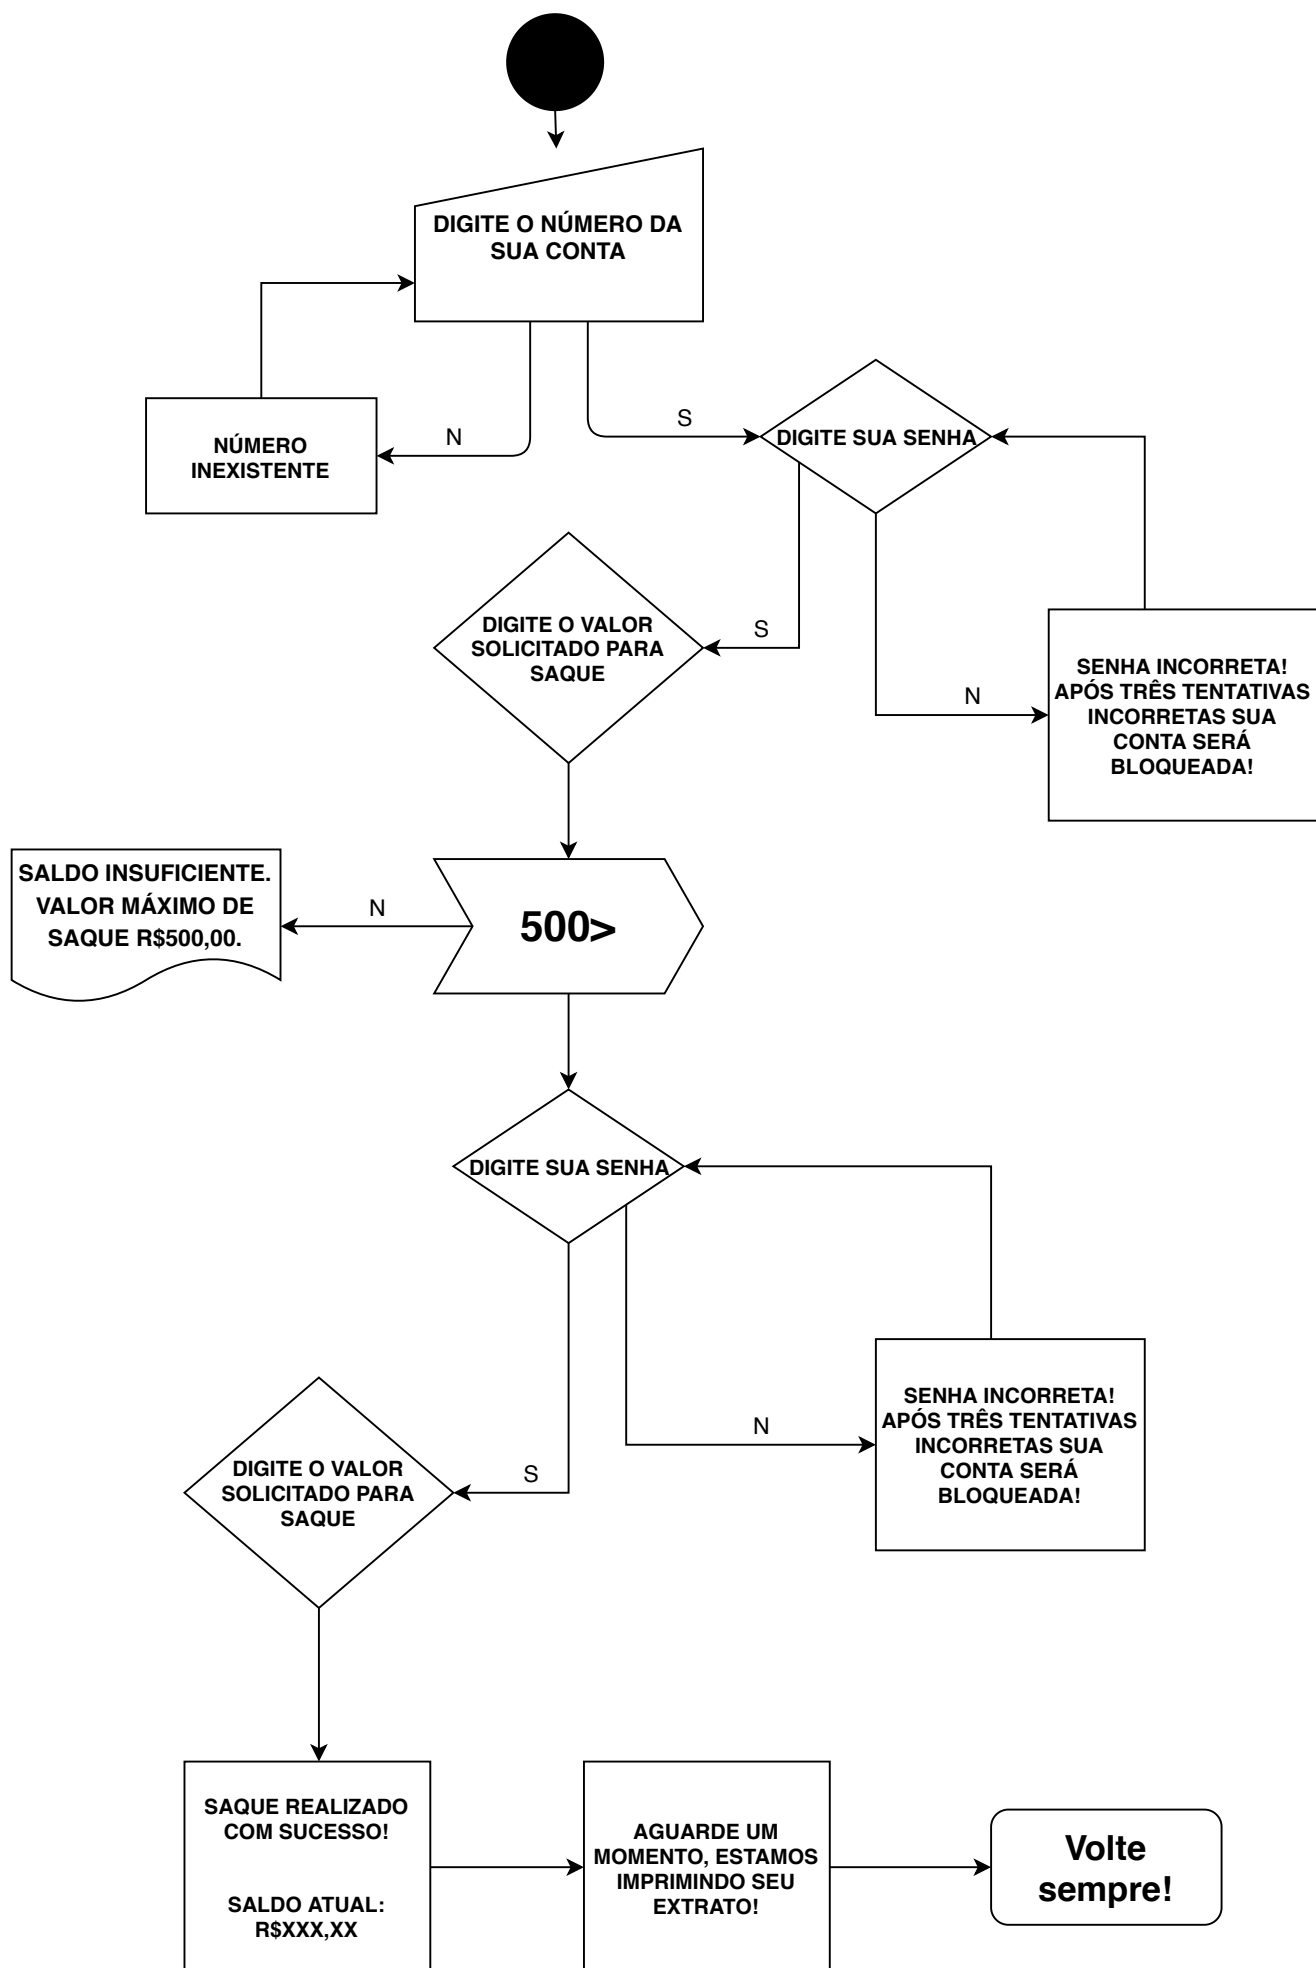 DIGITE O NÚMERO DA
SUA CONTA
N
S
NÚMERO
INEXISTENTE
DIGITE SUA SENHA
DIGITE O VALOR
SOLICITADO PARA
SAQUE
S
N
SENHA INCORRETA!
APÓS TRÊS TENTATIVAS
INCORRETAS SUA
CONTA SERÁ
BLOQUEADA!
SALDO INSUFICIENTE.
VALOR MÁXIMO DE
SAQUE R$500,00.
N
500>
DIGITE SUA SENHA
SENHA INCORRETA!
APÓS TRÊS TENTATIVAS
INCORRETAS SUA
CONTA SERÁ
BLOQUEADA!
N
S
DIGITE O VALOR
SOLICITADO PARA
SAQUE
SAQUE REALIZADO
COM SUCESSO!
SALDO ATUAL:
R$XXX,XX
AGUARDE UM
MOMENTO, ESTAMOS
IMPRIMINDO SEU
EXTRATO!
Volte
sempre!